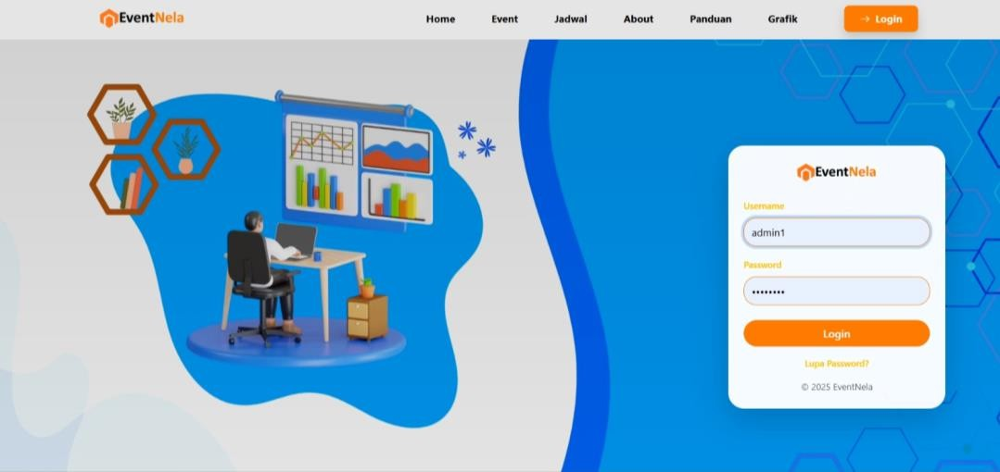 EventNela
Home Event Jadwal About Panduan Grafik → Login
EventNela
Username
admin1
Password
••••••••
Login
Lupa Password?
© 2025 EventNela